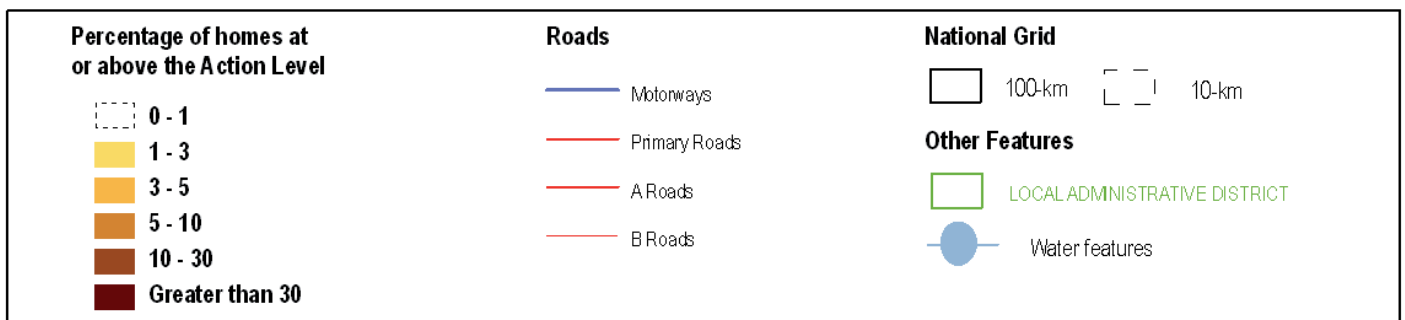 Percentage of homes at
or above the Action Level
0 - 1
1 - 3
3 - 5
5 - 10
10 - 30
Greater than 30
Roads
Motorways
Primary Roads
A Roads
B Roads
National Grid
100-km
10-km
Other Features
LOCAL ADMINISTRATIVE DISTRICT
Water features